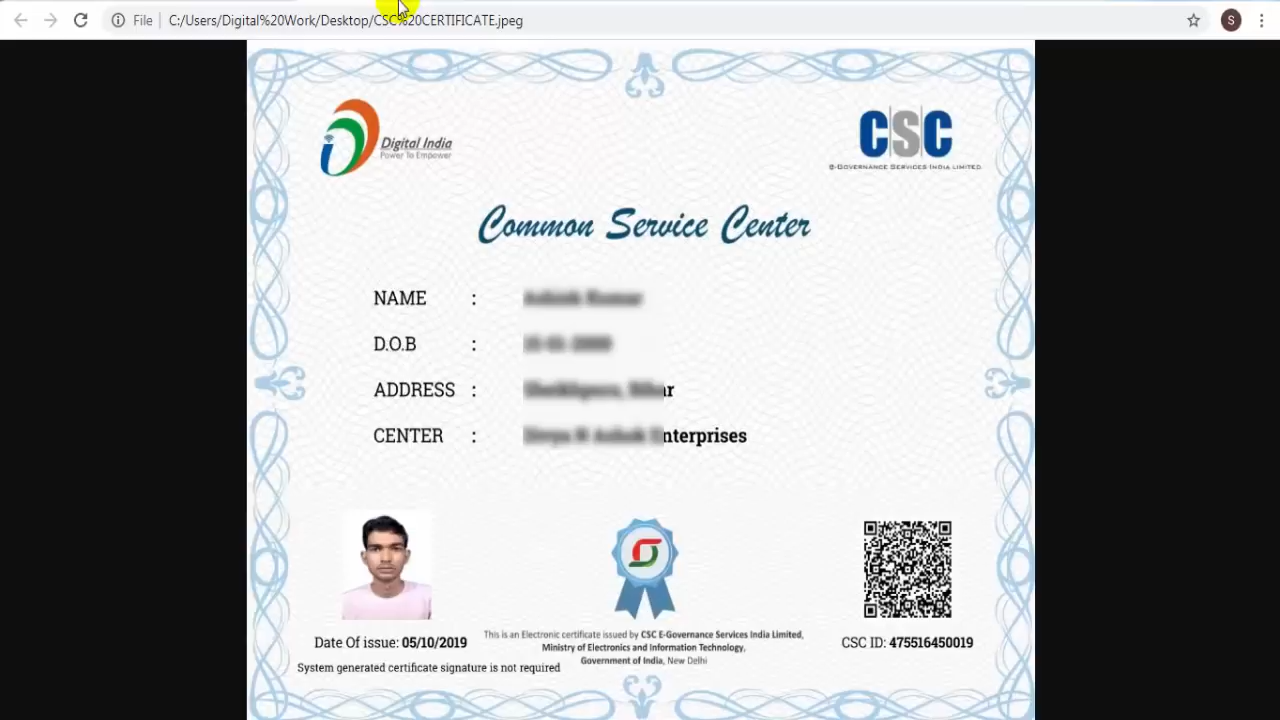 File | C:/Users/Digital%20Work/Desktop/CSC%20CERTIFICATE.jpeg
S
Digital India
Power To Empower
CSC
E-GOVERNANCE SERVICES INDIA LIMITED
Common Service Center
NAME :
D.O.B :
ADDRESS :
CENTER : Enterprises
Date Of issue: 05/10/2019
System generated certificate signature is not required
This is an Electronic certificate issued by CSC E-Governance Services India Limited,
Ministry of Electronics and Information Technology,
Government of India, New Delhi
CSC ID: 475516450019